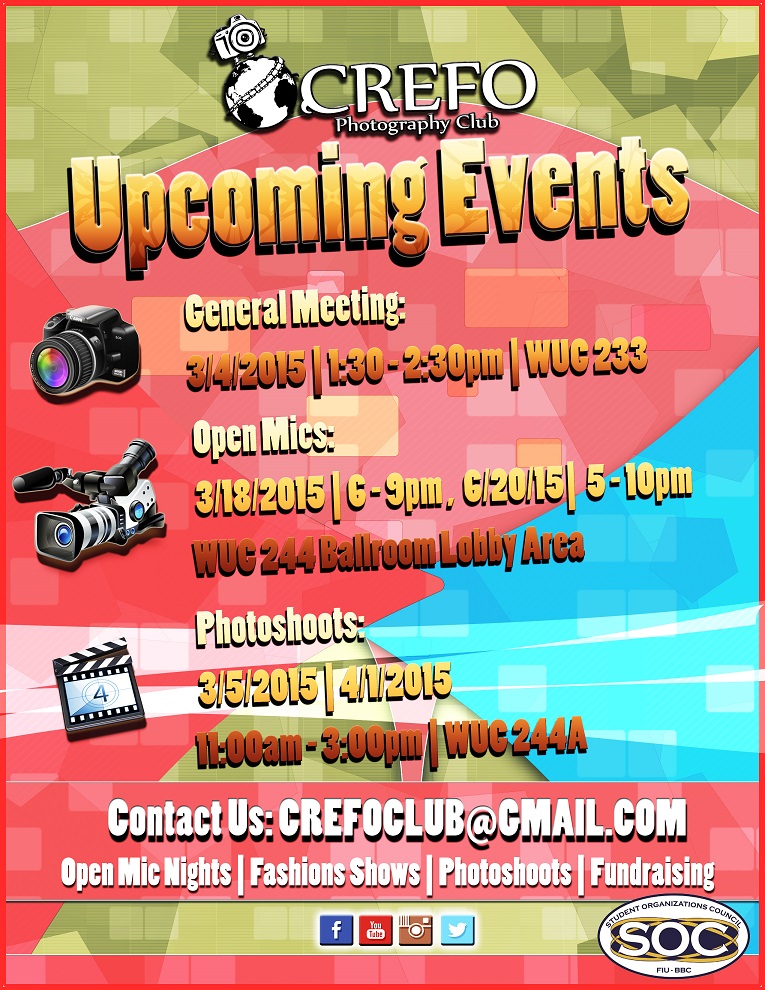 CREFO
Photography Club
Upcoming Events
General Meeting:
3/4/2015 | 1:30 - 2:30pm | WUC 233
Open Mics:
3/18/2015 | 6 - 9pm , 6/20/15| 5 - 10pm
WUC 244 Ballroom Lobby Area
Photoshoots:
4
3/5/2015 | 4/1/2015
11:00am - 3:00pm | WUC 244A
Contact Us: CREFOCLUB@GMAIL.COM
Open Mic Nights | Fashions Shows | Photoshoots | Fundraising
f
You
Tube
STUDENT ORGANIZATIONS COUNCIL
SOC
FIU - BBC